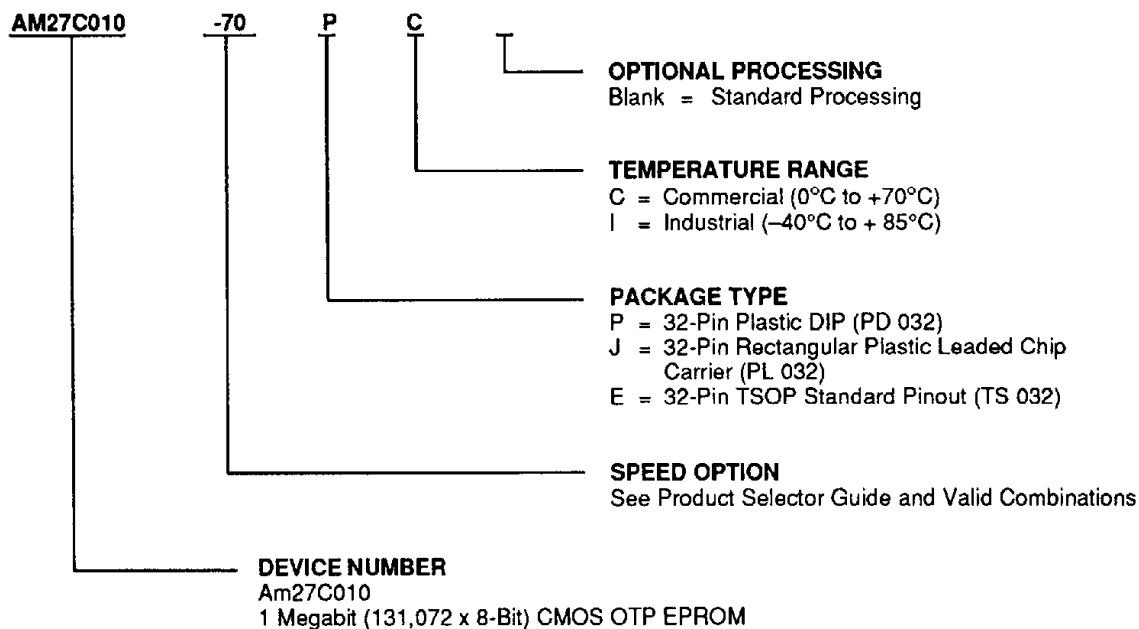 AM27C010 -70 P C
OPTIONAL PROCESSING
Blank = Standard Processing
TEMPERATURE RANGE
C = Commercial (0°C to +70°C)
I = Industrial (–40°C to + 85°C)
PACKAGE TYPE
P = 32-Pin Plastic DIP (PD 032)
J = 32-Pin Rectangular Plastic Leaded Chip
Carrier (PL 032)
E = 32-Pin TSOP Standard Pinout (TS 032)
SPEED OPTION
See Product Selector Guide and Valid Combinations
DEVICE NUMBER
Am27C010
1 Megabit (131,072 x 8-Bit) CMOS OTP EPROM